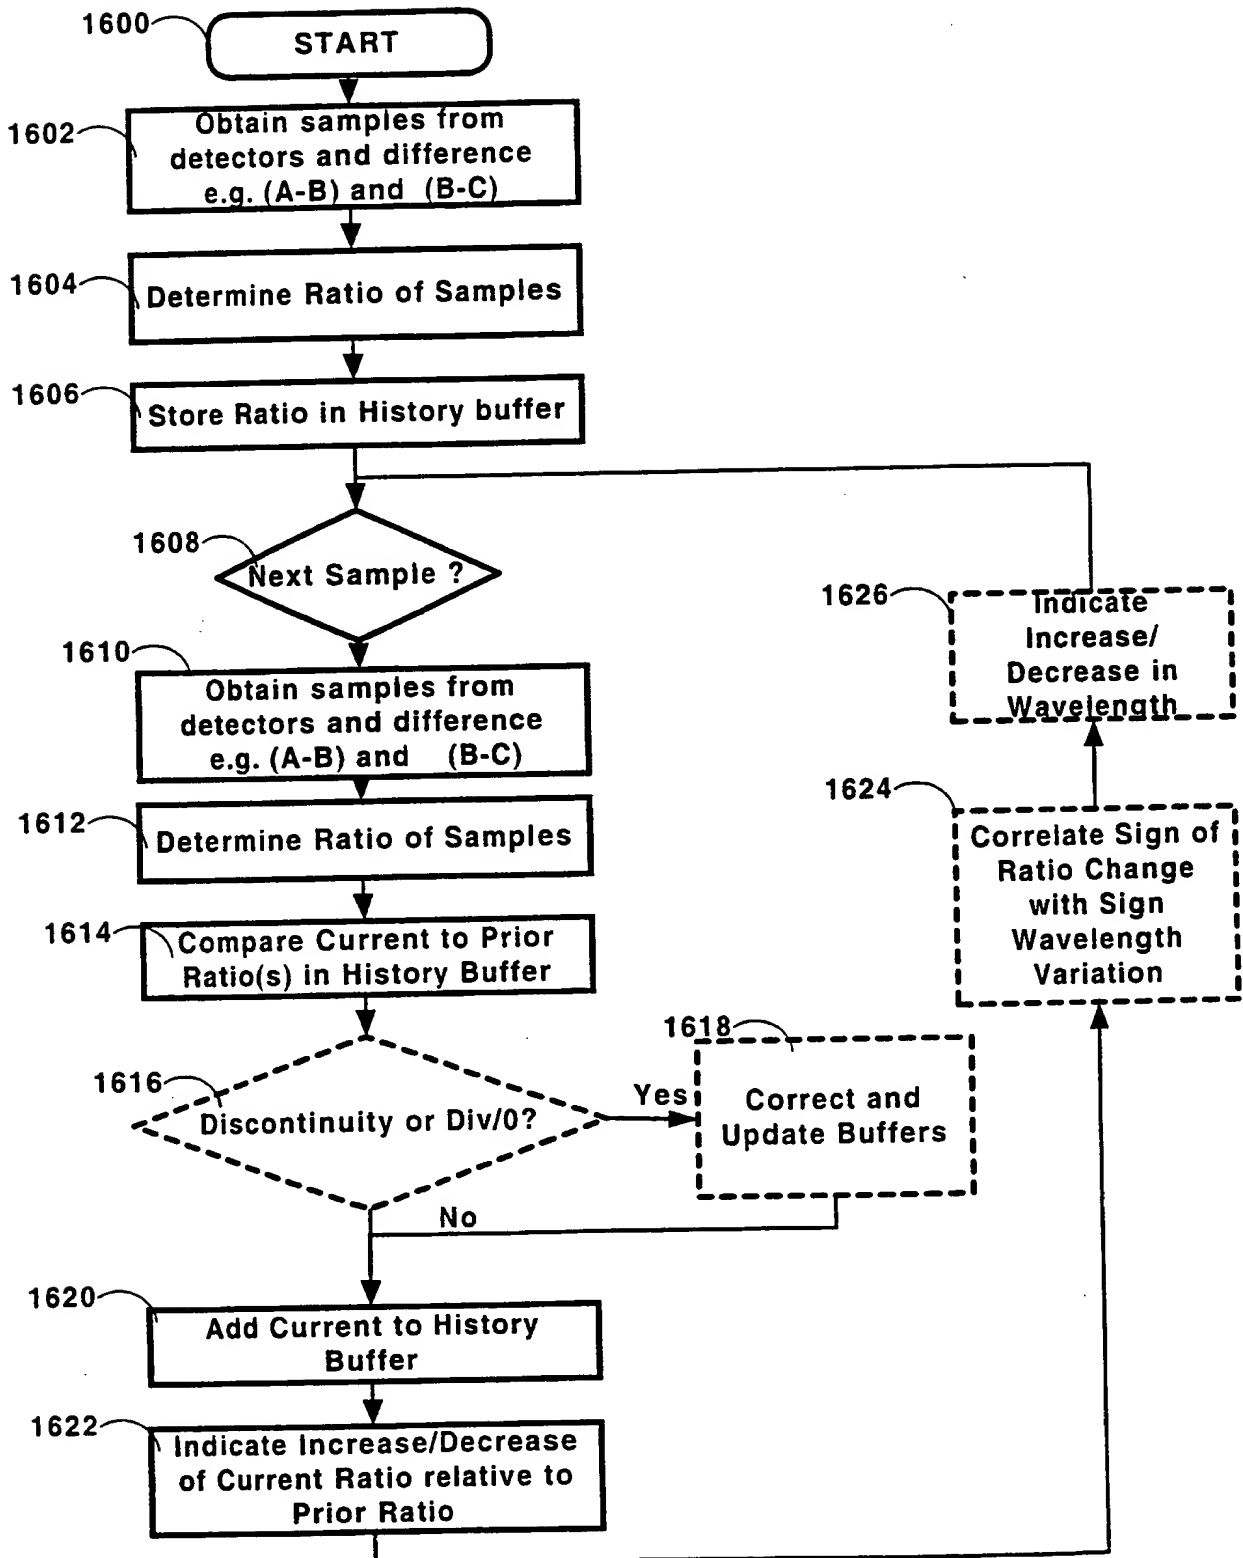 1600
START
1602
Obtain samples from
detectors and difference
e.g. (A-B) and (B-C)
1604
Determine Ratio of Samples
1606
Store Ratio in History buffer
1608
Next Sample ?
1610
Obtain samples from
detectors and difference
e.g. (A-B) and (B-C)
1612
Determine Ratio of Samples
1614
Compare Current to Prior
Ratio(s) in History Buffer
1616
Discontinuity or Div/0?
Yes
No
1618
Correct and
Update Buffers
1620
Add Current to History
Buffer
1622
Indicate Increase/Decrease
of Current Ratio relative to
Prior Ratio
1624
Correlate Sign of
Ratio Change
with Sign
Wavelength
Variation
1626
Indicate
Increase/
Decrease in
Wavelength